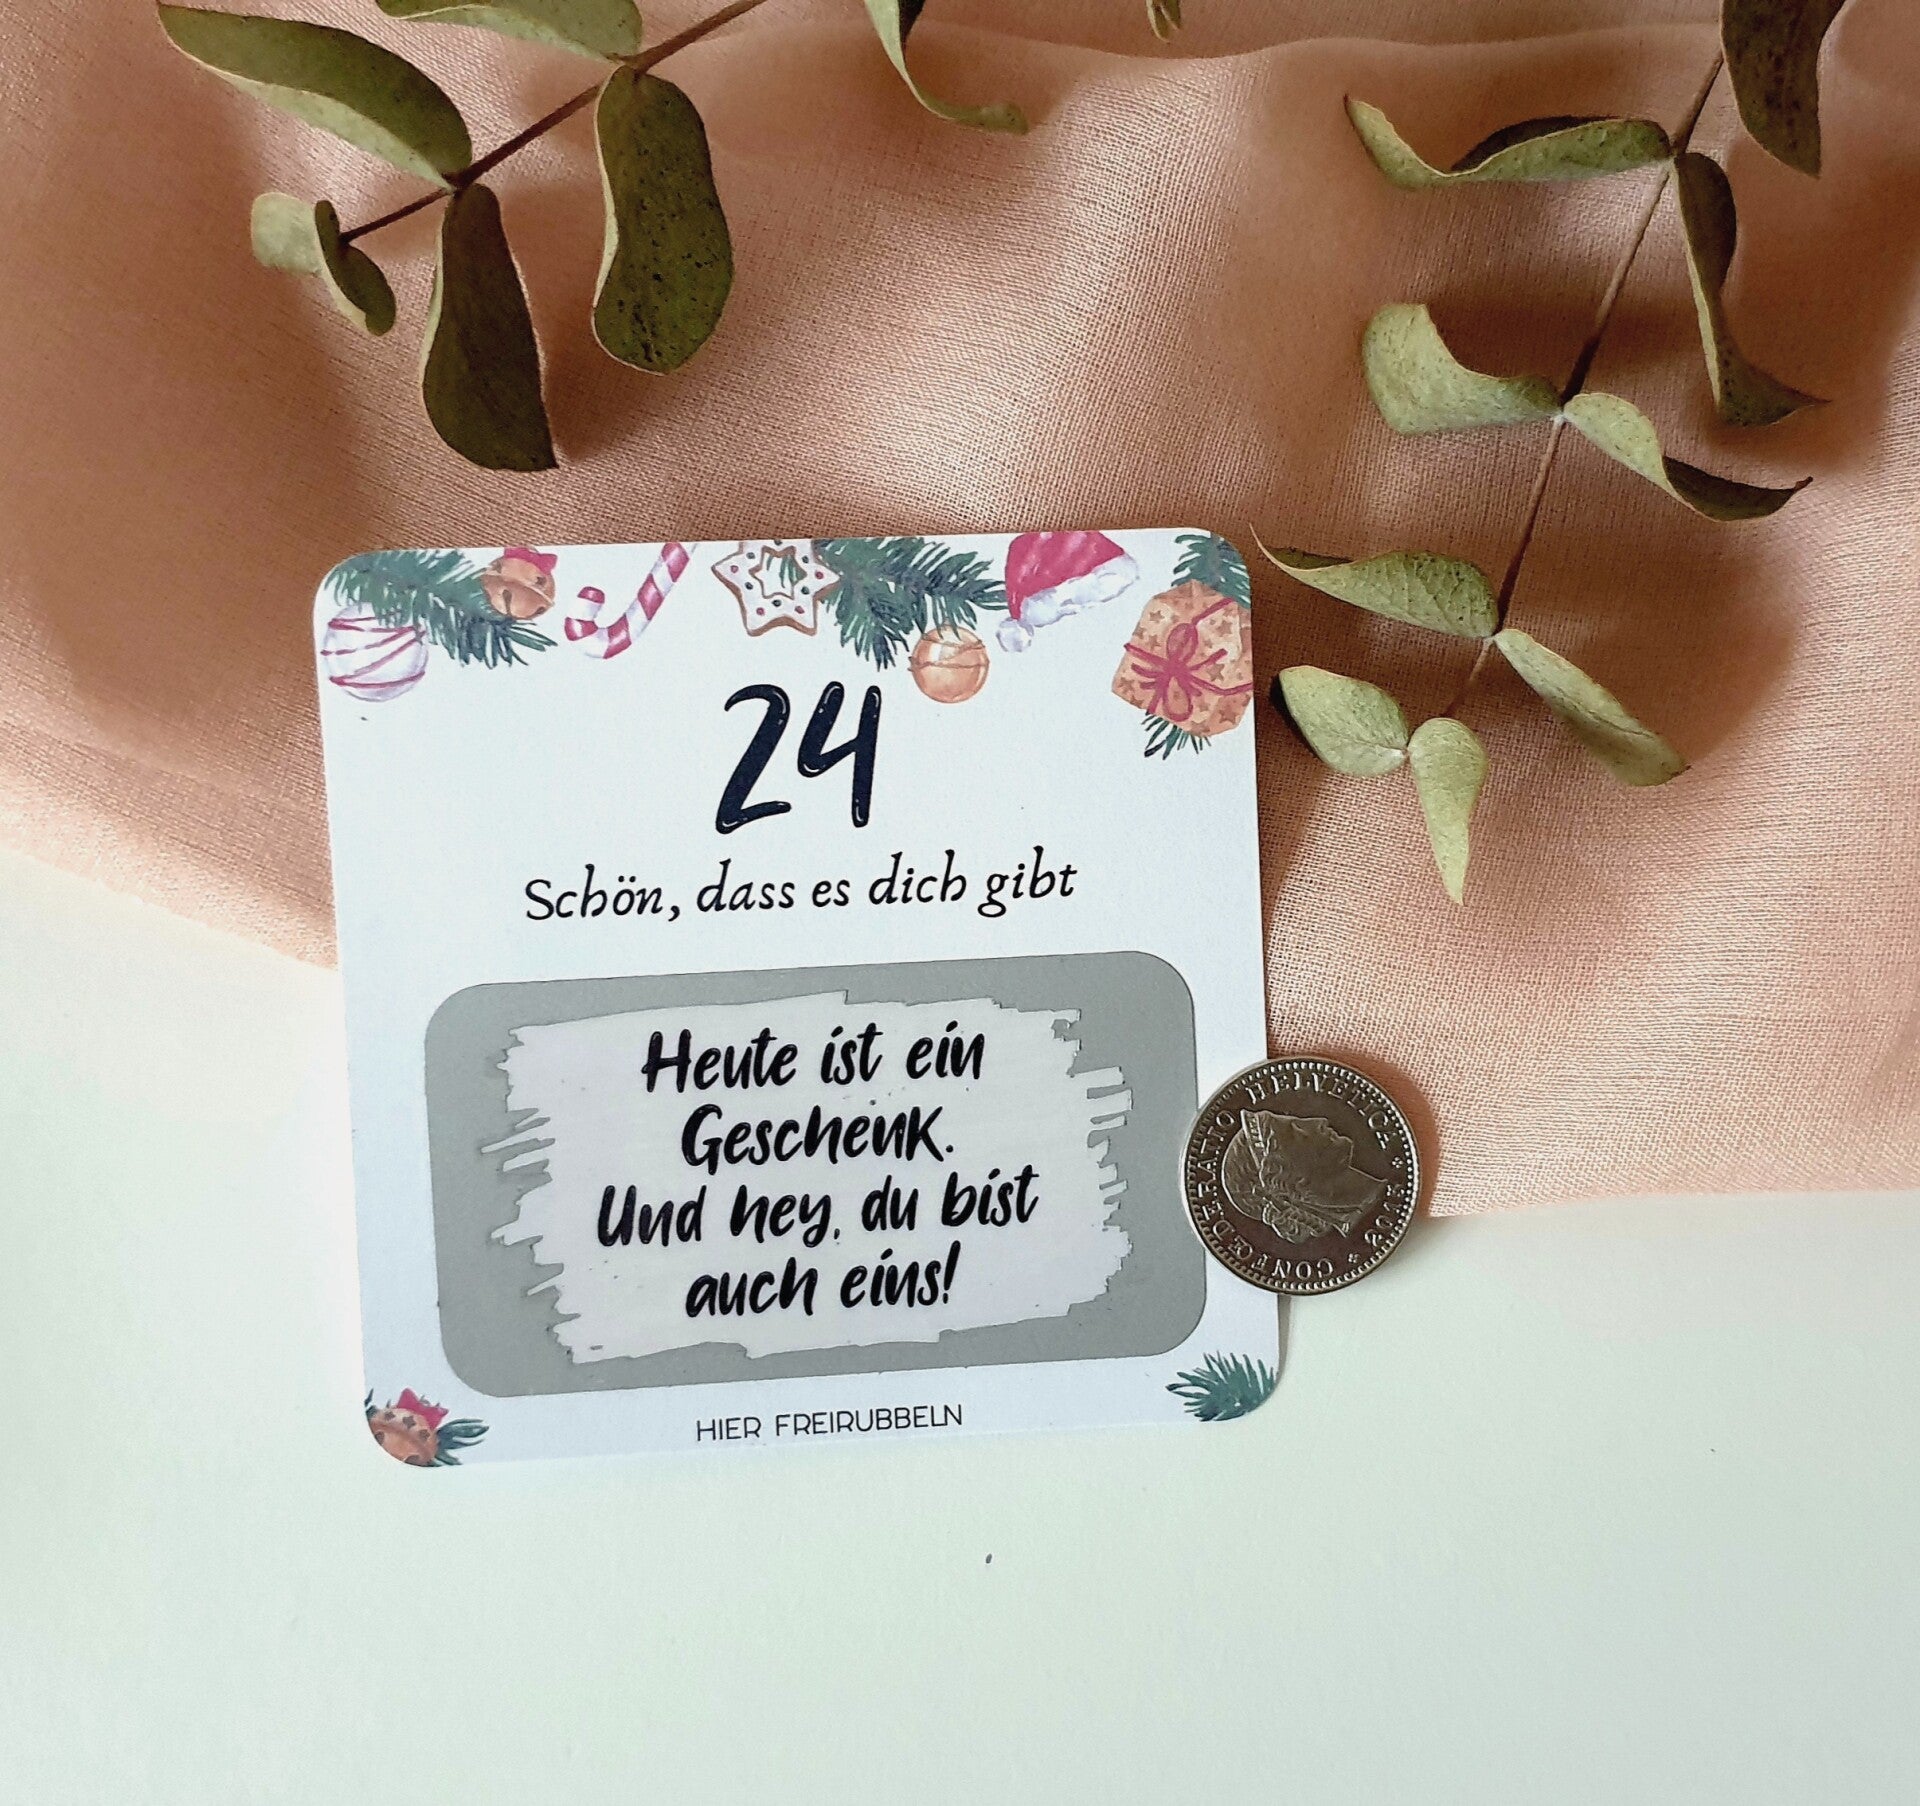 24
Schön, dass es dich gibt
Heute ist ein
Geschenk.
Und hey, du bist
auch eins!
HIER FREIRUBBELN
CONFŒDERATIO HELVETICA